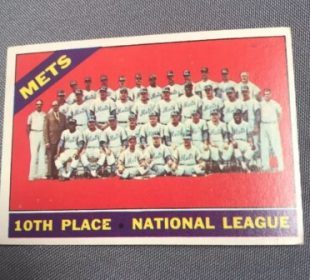 METS
10TH PLACE • NATIONAL LEAGUE